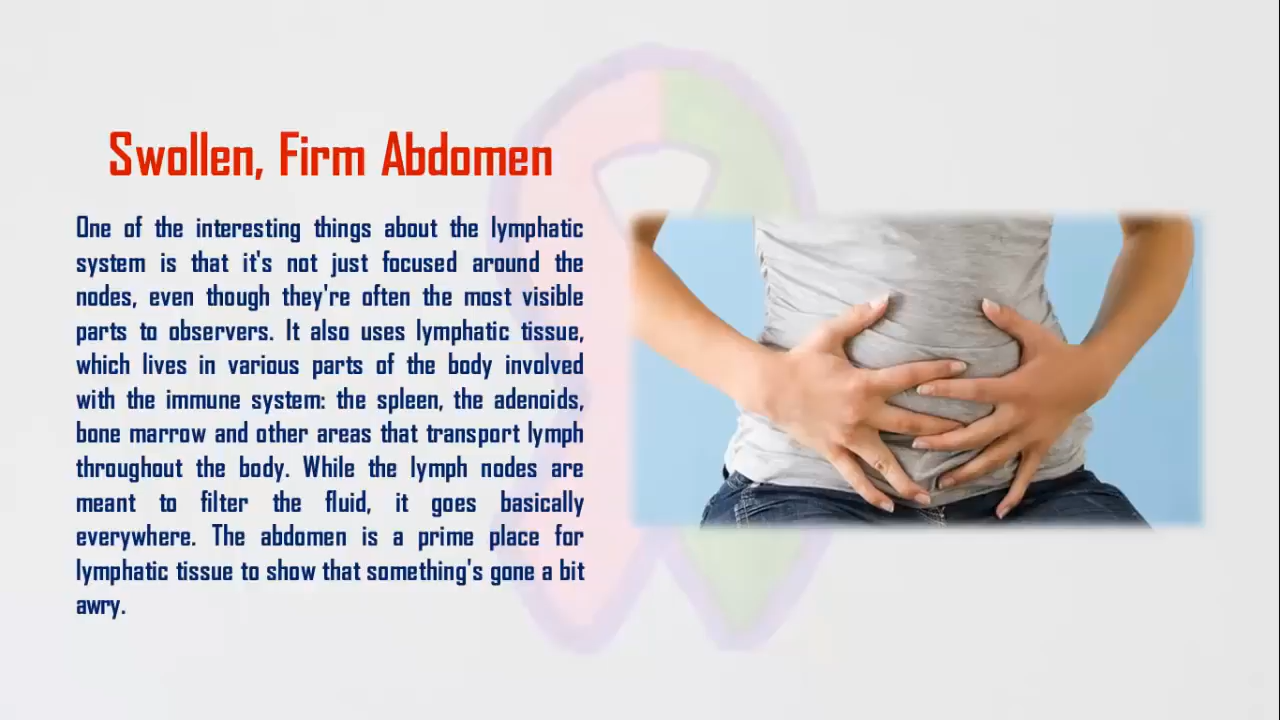 Swollen, Firm Abdomen
One of the interesting things about the lymphatic
system is that it's not just focused around the
nodes, even though they're often the most visible
parts to observers. It also uses lymphatic tissue,
which lives in various parts of the body involved
with the immune system: the spleen, the adenoids,
bone marrow and other areas that transport lymph
throughout the body. While the lymph nodes are
meant to filter the fluid, it goes basically
everywhere. The abdomen is a prime place for
lymphatic tissue to show that something's gone a bit
awry.